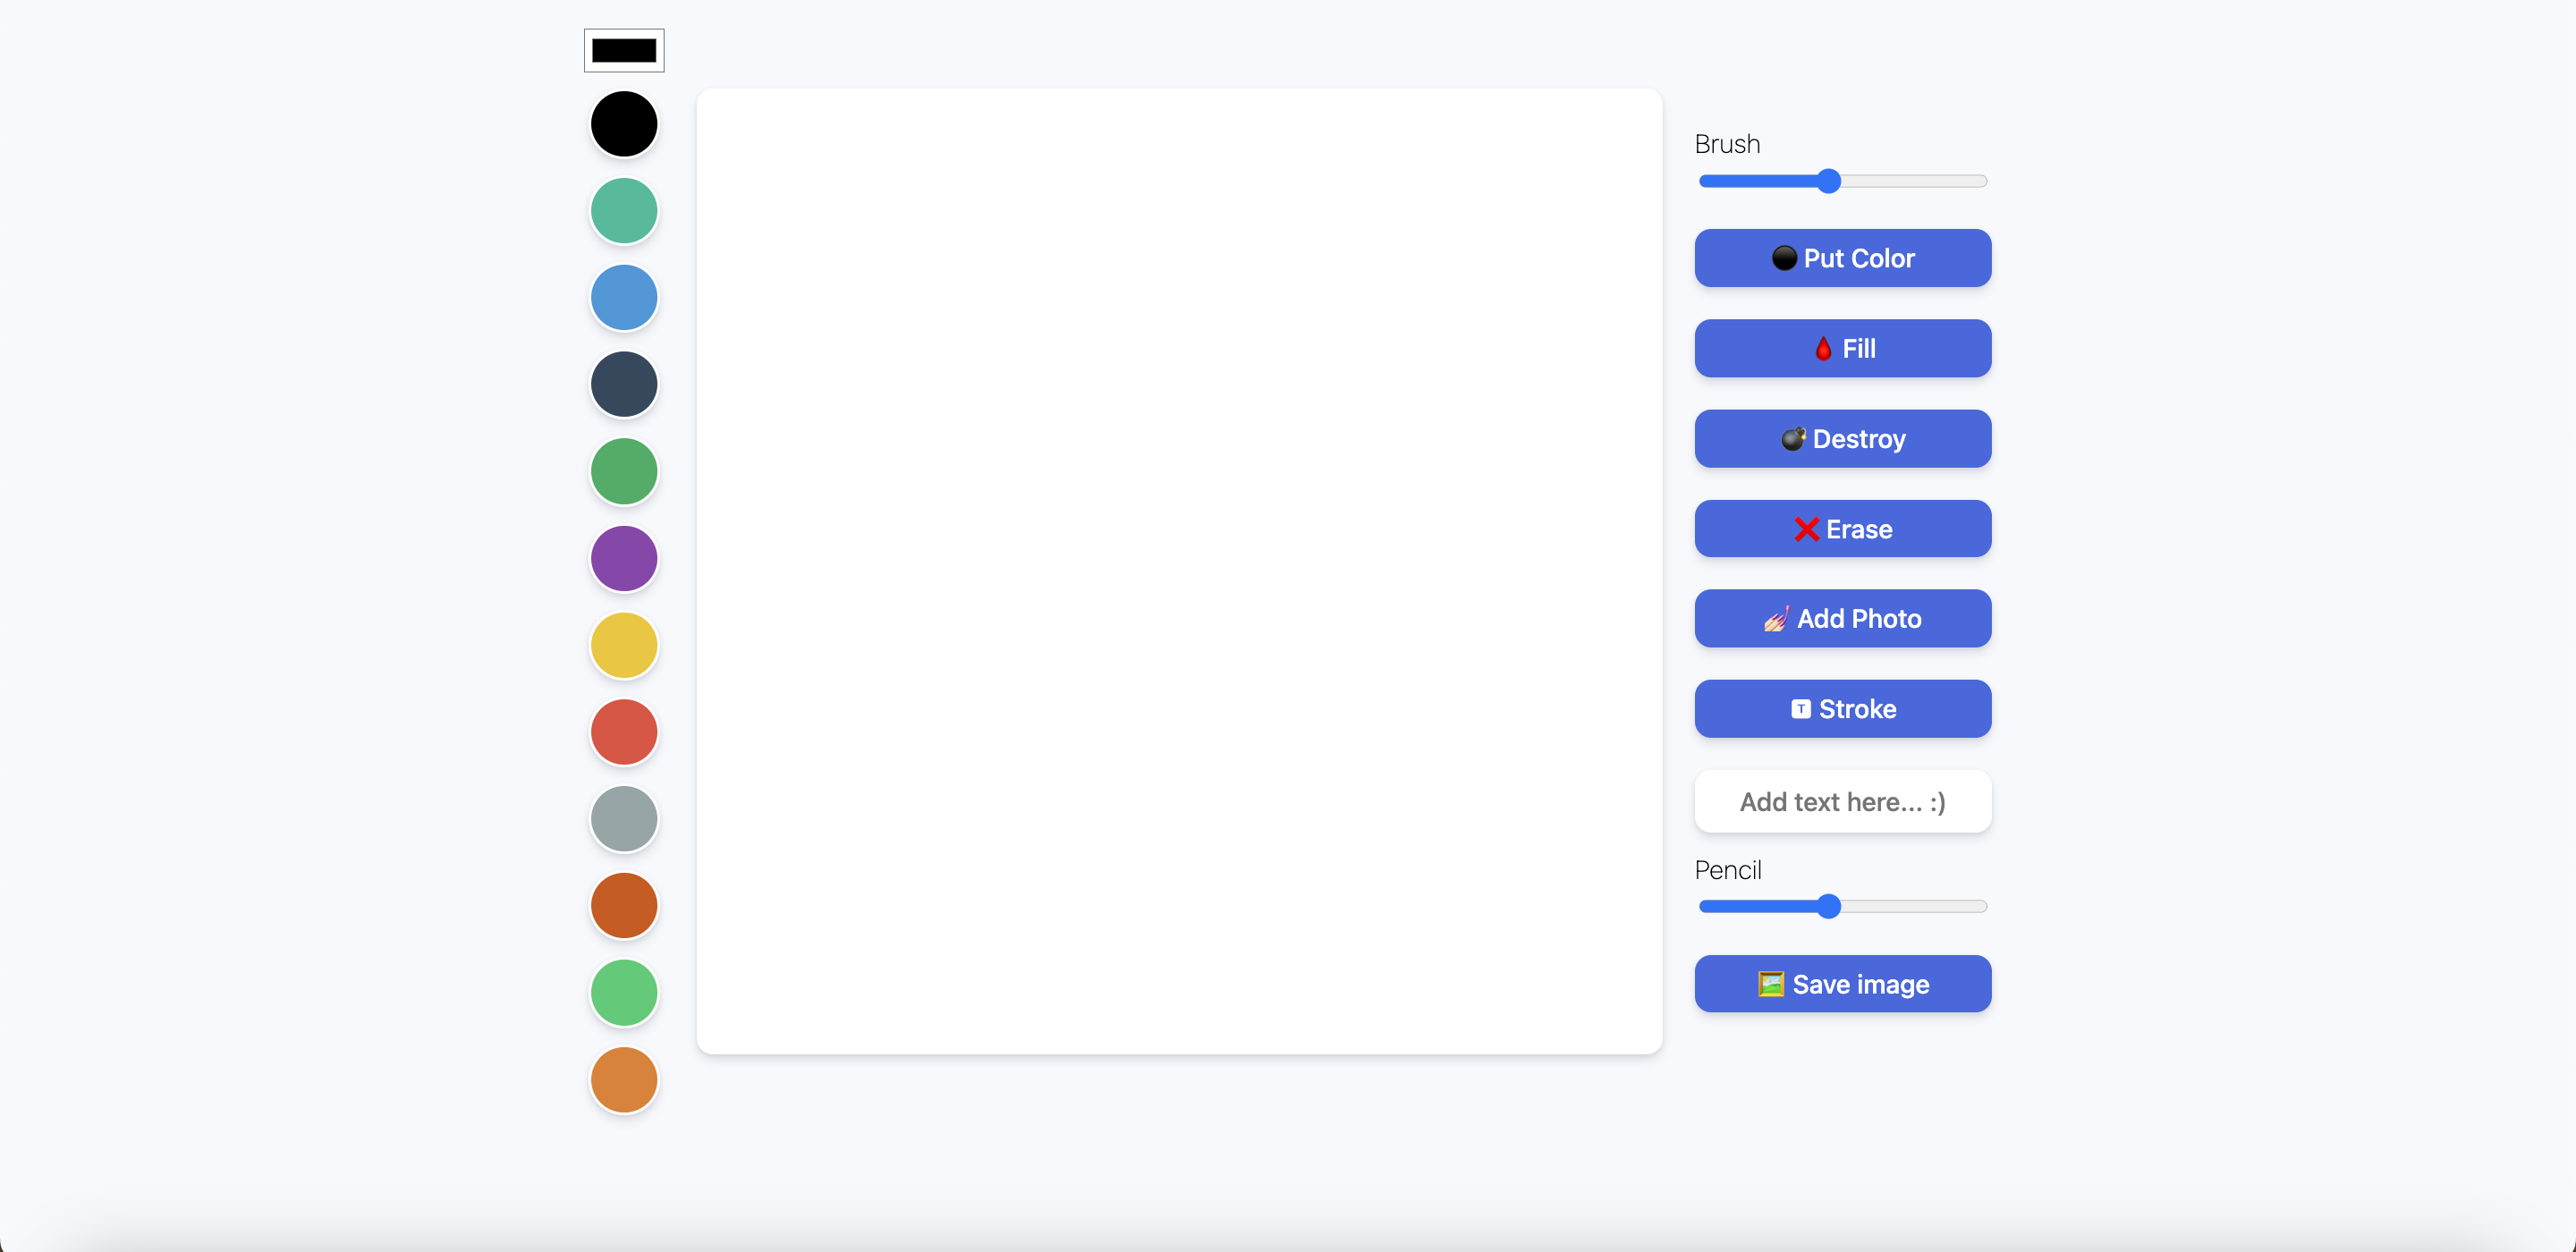 Brush
Put Color
Fill
Destroy
Erase
Add Photo
T Stroke
Add text here... :)
Pencil
Save image